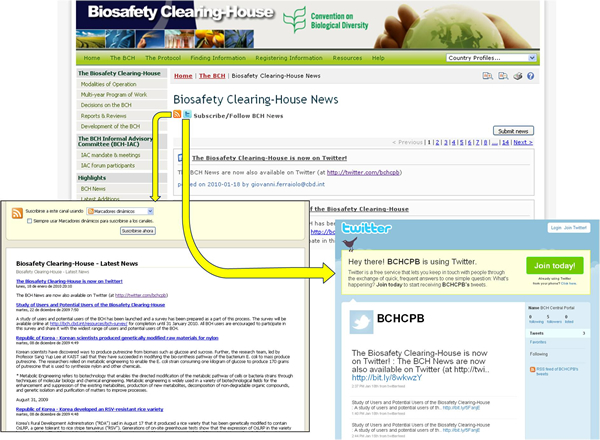 Biosafety Clearing-House
Convention on
Biological Diversity
Home The BCH The Protocol Finding Information Registering Information Resources Help Country Profiles...
The Biosafety Clearing-House
Modalities of Operation
Multi-year Program of Work
Decisions on the BCH
Reports & Reviews
Development of the BCH
The BCH Informal Advisory
Committee (BCH-IAC)
IAC mandate & meetings
IAC forum participants
Highlights
BCH News
Latest Additions
Home | The BCH | Biosafety Clearing-House News
Biosafety Clearing-House News
Subscribe/Follow BCH News
Submit news
< Previous | 1 | 2 | 3 | 4 | 5 | 6 | 7 | 8 | ... | 14 | Next >
The Biosafety Clearing-House is now on Twitter!
The BCH News are now also available on Twitter (at http://twitter.com/bchcpb)
posted on 2010-01-18 by giovanni.ferraiolo@cbd.int
of the Biosafety Clearing-House
Suscribirse a este canal usando Marcadores dinámicos
Siempre use Marcadores dinámicos para suscribirse a los canales.
Suscribirse ahora
Biosafety Clearing-House - Latest News
Biosafety Clearing-House - Latest News
The Biosafety Clearing-House is now on Twitter!
lunes, 18 de enero de 2010 20:10
The BCH News are now also available on Twitter (at http://twitter.com/bchcpb)
Study of Users and Potential Users of the Biosafety Clearing-House
martes, 22 de diciembre de 2009 7:50
A study of users and potential users of the BCH has been launched and a survey has been prepared as a part of this process. The survey will be
available online at http://bch.cbd.int/resources/bch-survey/ for completion until 31 January 2010. All BCH users are encouraged to participate in
this survey and share it with the widest range of users and potential users of the BCH.
Republic of Korea - Korean scientists produced genetically modified raw materials for nylon
martes, 08 de diciembre de 2009 4:49
Korean scientists have discovered ways to produce putrescine from biomass such as glucose and sucrose. Further, the research team, led by
Professor Sang Yup Lee at KAIST said that they have succeeded in modifying the bio-synthesis pathway of the bacterium E. coli to mass produce
putrescine. The researchers relied on metabolic engineering to enable the E. coli strain consume one kilogram of glucose to produce 170 grams
of putrescine that is used to synthesize nylon and other chemicals.
* Metabolic engineering refers to biotechnology that enables the directed modification of the metabolic pathway of cells or bacteria strains through
techniques of molecular biology and chemical engineering. Metabolic engineering is widely used in a variety of biotechnological fields for the
enhancement and suppression of the existing metabolites, production of new metabolites, decomposition of non-degradable organic compounds,
and genetic isolation and purification of matters to improve processes.
August 31, 2009
Republic of Korea - Korea developed an RSV-resistant rice variety
martes, 08 de diciembre de 2009 4:48
Korea's Rural Development Administration (RDA) said in August 17 that it produced a rice variety that has been genetically modified to contain
OsLRP, a gene tolerant to rice stripe tenuivirus (RSV). Generations of on-site greenhouse tests show that the expression of OsLRP in the variety
twitter
Login Join Twitter!
Hey there! BCHCPB is using Twitter.
Twitter is a free service that lets you keep in touch with people through
the exchange of quick, frequent answers to one simple question. What's
happening? Join today to start receiving BCHCPB's tweets.
Join today!
Already using Twitter
from your phone? Click here.
BCHCPB
The Biosafety Clearing-House is now
on Twitter! : The BCH News are now
also available on Twitter (at http://twi..
http://bit.ly/8wkwzY
Study of Users and Potential Users of the Biosafety Clearing-House
: A study of users and potential users of th..
Study of Users and Potential Users of the Biosafety Clearing-House
: A study of users and potential users of th..
Name BCH Central Portal
following followers listed
Tweets 3
Favorites
Following
RSS feed of BCHCPB's
tweets